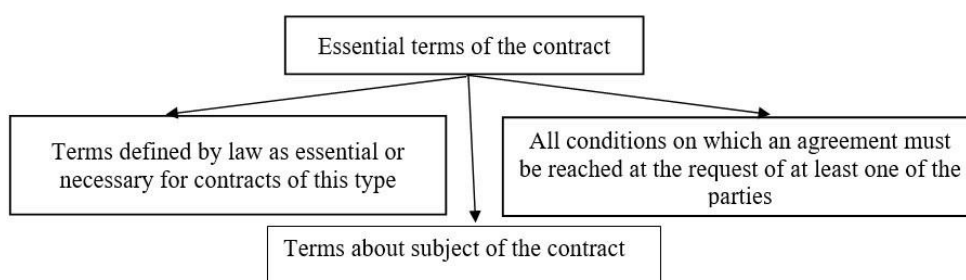 Essential terms of the contract
Terms defined by law as essential or
necessary for contracts of this type
All conditions on which an agreement must
be reached at the request of at least one of the
parties
Terms about subject of the contract